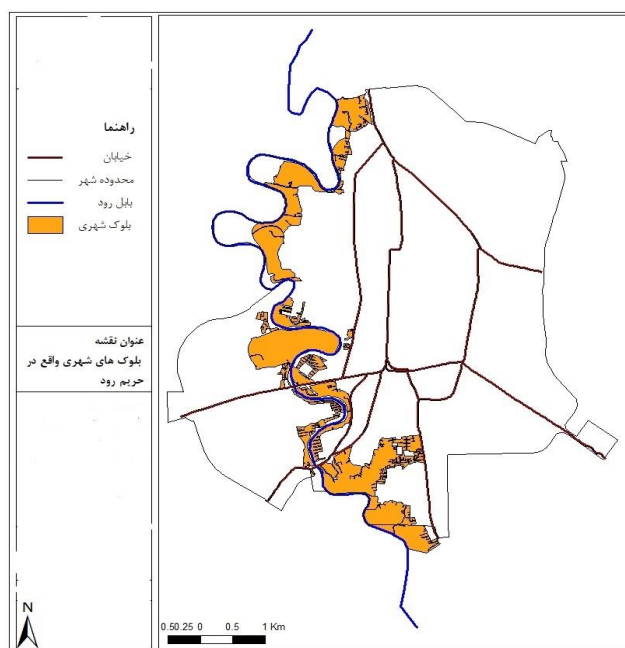 راهنما
خیابان
محدوده شهر
بابل رود
بلوک شهری
عنوان نقشه
بلوک های شهری واقع در
حریم رود
N
0.50.25 0 0.5 1 Km